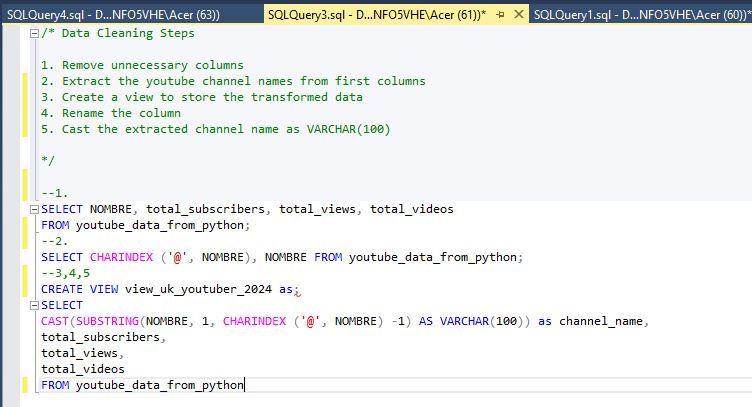 SQLQuery4.sql - D...NFO5VHE\Acer (63)) SQLQuery3.sql - D...NFO5VHE\Acer (61))* SQLQuery1.sql - D...NFO5VHE\Acer (60))*
/* Data Cleaning Steps
1. Remove unnecessary columns
2. Extract the youtube channel names from first columns
3. Create a view to store the transformed data
4. Rename the column
5. Cast the extracted channel name as VARCHAR(100)
*/
--1.
SELECT NOMBRE, total_subscribers, total_views, total_videos
FROM youtube_data_from_python;
--2.
SELECT CHARINDEX ('@', NOMBRE), NOMBRE FROM youtube_data_from_python;
--3,4,5
CREATE VIEW view_uk_youtuber_2024 as;
SELECT
CAST(SUBSTRING(NOMBRE, 1, CHARINDEX ('@', NOMBRE) -1) AS VARCHAR(100)) as channel_name,
total_subscribers,
total_views,
total_videos
FROM youtube_data_from_python